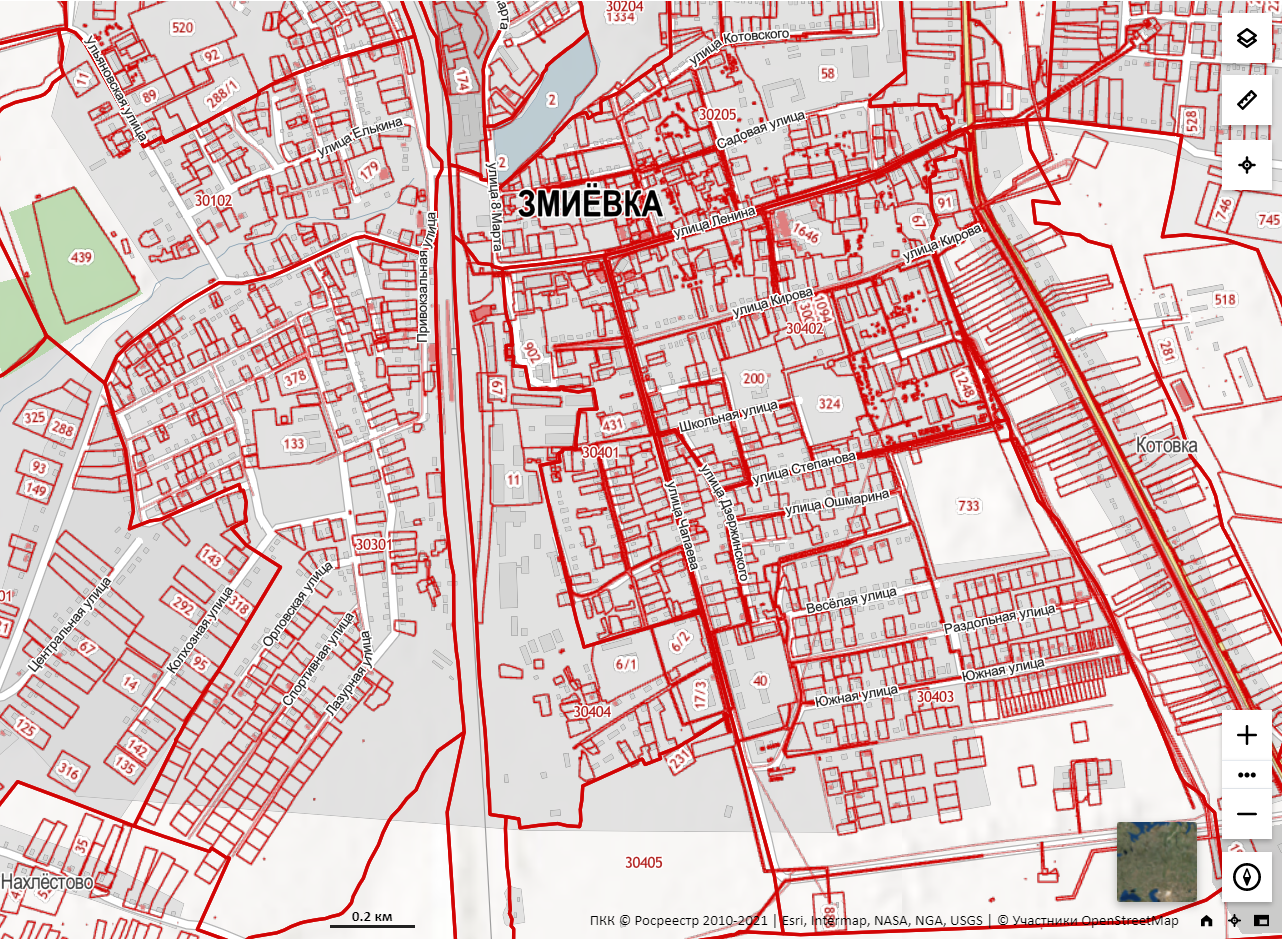 30204
1334
520
улица Котовского
Марта
92
Ульяновская улица
11
174
58
89
288/1
2
30205
528
Садовая улица
улица Елькина
2
179
30102
ЗМИЁВКА
91
746
745
67
улица 8 Марта
улица Ленина
1646
Привокзальная улица
улица Кирова
439
518
улица Кирова
1094
30402
902
281
378
200
67
1248
324
325
288
Школьная улица
431
133
Котовка
30401
93
улица Степанова
11
149
улица Ошмарина
733
улица Чапаева
улица Дзержинского
30301
143
Весёлая улица
292
318
Орловская улица
Центральная улица
Колхозная улица
Раздольная улица
21
67
Спортивная улица
6/2
95
6/1
Южная улица
14
Лазурная улица
40
17/3
Южная улица
30403
30404
125
142
135
231
316
35
30405
Нахлёстово
0.2 км
ПКК © Росреестр 2010-2021 | Esri, Intermap, NASA, NGA, USGS | © Участники OpenStreetMap